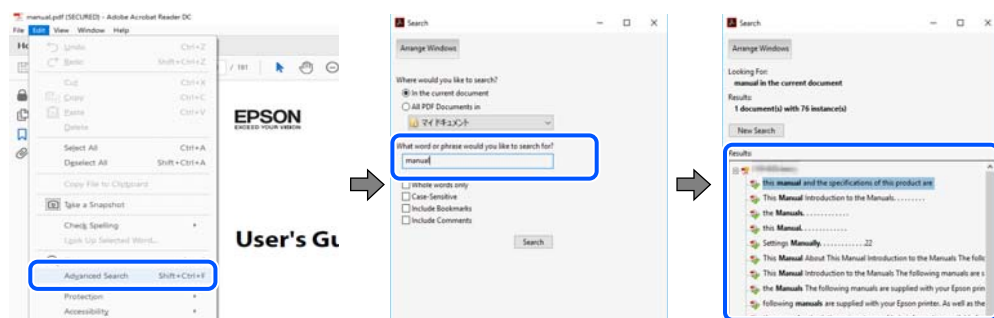 manual.pdf (SECURED) - Adobe Acrobat Reader DC
File Edit View Window Help
Undo Ctrl+Z
Redo Shift+Ctrl+Z
Cut Ctrl+X
Copy Ctrl+C
Paste Ctrl+V
Delete
Select All Ctrl+A
Deselect All Shift+Ctrl+A
Copy File to Clipboard
Take a Snapshot
Check Spelling
Look Up Selected Word...
Advanced Search Shift+Ctrl+F
Protection
Accessibility
/ 181
EPSON
EXCEED YOUR VISION
User's Gu
Search
Arrange Windows
Where would you like to search?
In the current document
All PDF Documents in
マイ ドキュメント
What word or phrase would you like to search for?
manual
Whole words only
Case-Sensitive
Include Bookmarks
Include Comments
Search
Search
Arrange Windows
Looking For:
manual in the current document
Results:
1 document(s) with 76 instance(s)
New Search
Results
this manual and the specifications of this product are
This Manual Introduction to the Manuals. . . . . . . . .
the Manuals. . . . . . . . . . . .
this Manual. . . . . . . . . . . .
Settings Manually. . . . . . . . . . . .22
This Manual About This Manual Introduction to the Manuals The follo
This Manual Introduction to the Manuals The following manuals are s
the Manuals The following manuals are supplied with your Epson prin
following manuals are supplied with your Epson printer. As well as the